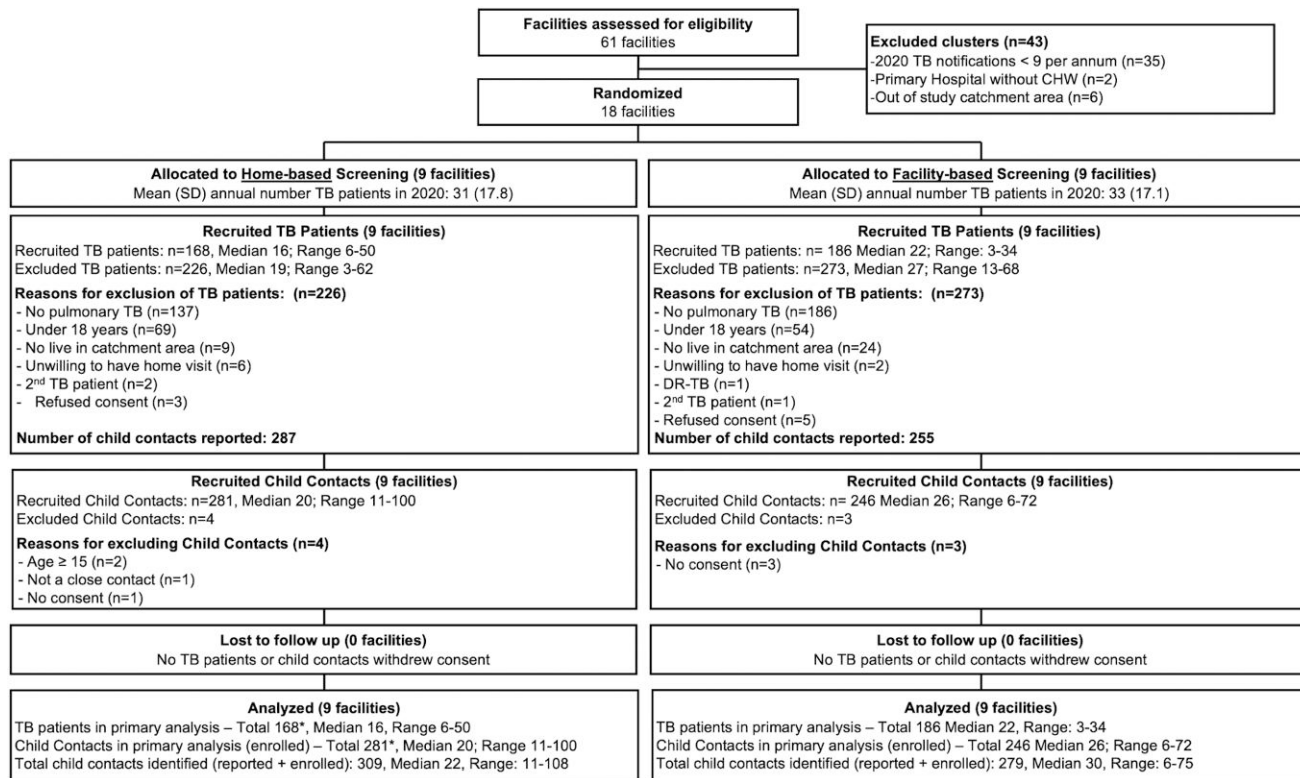 Facilities assessed for eligibility
61 facilities
Excluded clusters (n=43)
-2020 TB notifications < 9 per annum (n=35)
-Primary Hospital without CHW (n=2)
-Out of study catchment area (n=6)
Randomized
18 facilities
Allocated to Home-based Screening (9 facilities)
Mean (SD) annual number TB patients in 2020: 31 (17.8)
Recruited TB Patients (9 facilities)
Recruited TB patients: n=168, Median 16; Range 6-50
Excluded TB patients: n=226, Median 19; Range 3-62
Reasons for exclusion of TB patients: (n=226)
- No pulmonary TB (n=137)
- Under 18 years (n=69)
- No live in catchment area (n=9)
- Unwilling to have home visit (n=6)
- 2nd TB patient (n=2)
- Refused consent (n=3)
Number of child contacts reported: 287
Recruited Child Contacts (9 facilities)
Recruited Child Contacts: n=281, Median 20; Range 11-100
Excluded Child Contacts: n=4
Reasons for excluding Child Contacts (n=4)
- Age ≥ 15 (n=2)
- Not a close contact (n=1)
- No consent (n=1)
Lost to follow up (0 facilities)
No TB patients or child contacts withdrew consent
Analyzed (9 facilities)
TB patients in primary analysis – Total 168*, Median 16, Range 6-50
Child Contacts in primary analysis (enrolled) – Total 281*, Median 20; Range 11-100
Total child contacts identified (reported + enrolled): 309, Median 22, Range: 11-108
Allocated to Facility-based Screening (9 facilities)
Mean (SD) annual number TB patients in 2020: 33 (17.1)
Recruited TB Patients (9 facilities)
Recruited TB patients: n= 186 Median 22; Range: 3-34
Excluded TB patients: n=273, Median 27; Range 13-68
Reasons for exclusion of TB patients: (n=273)
- No pulmonary TB (n=186)
- Under 18 years (n=54)
- No live in catchment area (n=24)
- Unwilling to have home visit (n=2)
- DR-TB (n=1)
- 2nd TB patient (n=1)
- Refused consent (n=5)
Number of child contacts reported: 255
Recruited Child Contacts (9 facilities)
Recruited Child Contacts: n= 246 Median 26; Range 6-72
Excluded Child Contacts: n=3
Reasons for excluding Child Contacts (n=3)
- No consent (n=3)
Lost to follow up (0 facilities)
No TB patients or child contacts withdrew consent
Analyzed (9 facilities)
TB patients in primary analysis – Total 186 Median 22, Range: 3-34
Child Contacts in primary analysis (enrolled) – Total 246 Median 26; Range 6-72
Total child contacts identified (reported + enrolled): 279, Median 30, Range: 6-75